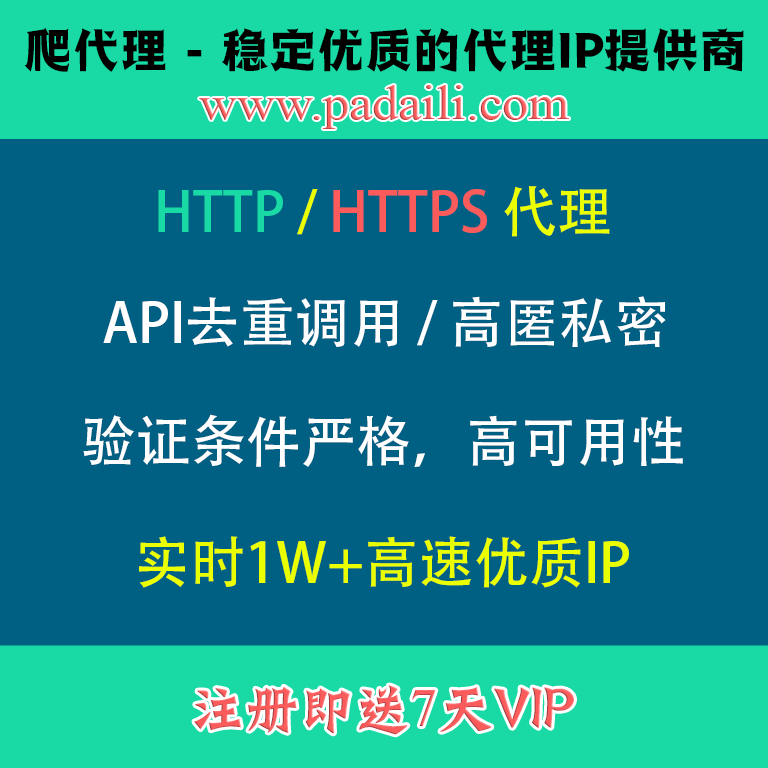 爬代理 - 稳定优质的代理IP提供商
www.padaili.com
HTTP / HTTPS 代理
API去重调用 / 高匿私密
验证条件严格，高可用性
实时1W+高速优质IP
注册即送7天VIP